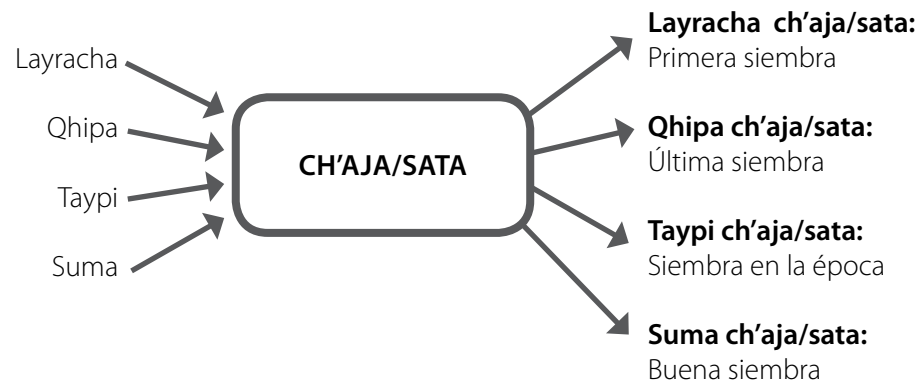 Layracha
Qhipa
Taypi
Suma
CH'AJA/SATA
Layracha ch'aja/sata:
Primera siembra
Qhipa ch'aja/sata:
Última siembra
Taypi ch'aja/sata:
Siembra en la época
Suma ch'aja/sata:
Buena siembra